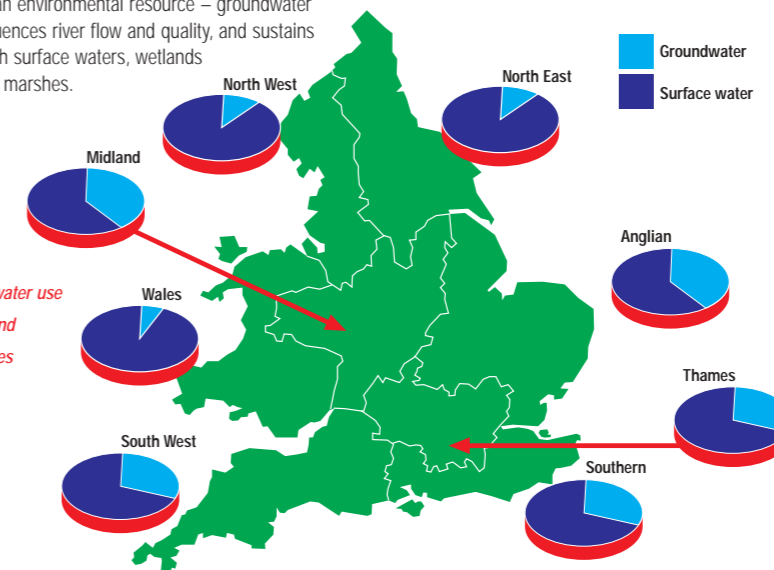 an environmental resource – groundwater
uences river flow and quality, and sustains
h surface waters, wetlands
marshes.
Groundwater
Surface water
North West
North East
Midland
Anglian
water use
nd
es
Wales
Thames
South West
Southern